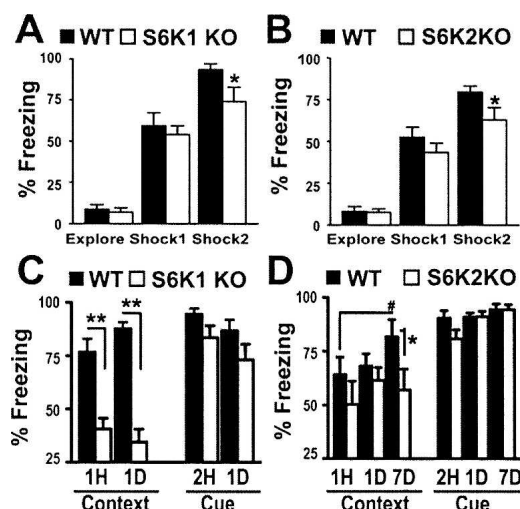 A
WT S6K1 KO
% Freezing
100
75
50
25
0
*
Explore Shock1 Shock2
B
WT S6K2KO
% Freezing
100
75
50
25
0
*
Explore Shock1 Shock2
C
WT S6K1 KO
% Freezing
100
75
50
25
** **
1H 1D 2H 1D
Context Cue
D
WT S6K2KO
% Freezing
100
75
50
25
#
*
1H 1D 7D 2H 1D 7D
Context Cue